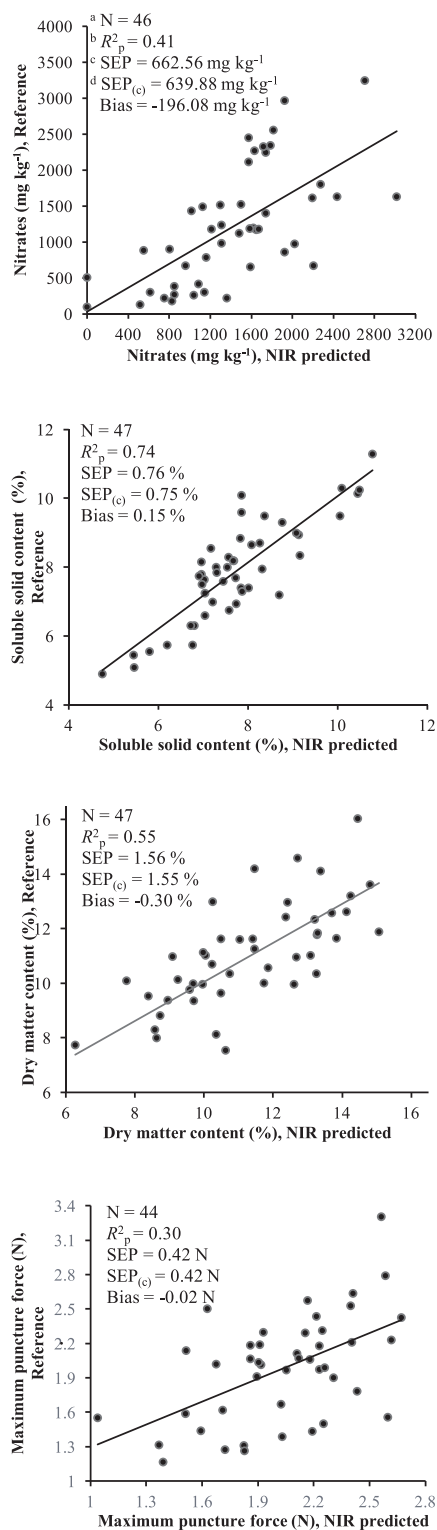 a N = 46
b R²p = 0.41
c SEP = 662.56 mg kg⁻¹
d SEP(c) = 639.88 mg kg⁻¹
Bias = -196.08 mg kg⁻¹
Nitrates (mg kg⁻¹), Reference
4000
3500
3000
2500
2000
1500
1000
500
0
0 400 800 1200 1600 2000 2400 2800 3200
Nitrates (mg kg⁻¹), NIR predicted
N = 47
R²p = 0.74
SEP = 0.76 %
SEP(c) = 0.75 %
Bias = 0.15 %
Soluble solid content (%),
Reference
12
10
8
6
4
4 6 8 10 12
Soluble solid content (%), NIR predicted
N = 47
R²p = 0.55
SEP = 1.56 %
SEP(c) = 1.55 %
Bias = -0.30 %
Dry matter content (%), Reference
16
14
12
10
8
6
6 8 10 12 14 16
Dry matter content (%), NIR predicted
N = 44
R²p = 0.30
SEP = 0.42 N
SEP(c) = 0.42 N
Bias = -0.02 N
Maximum puncture force (N),
Reference
3.4
3.1
2.8
2.5
2.2
1.9
1.6
1.3
1
1 1.3 1.6 1.9 2.2 2.5 2.8
Maximum puncture force (N), NIR predicted